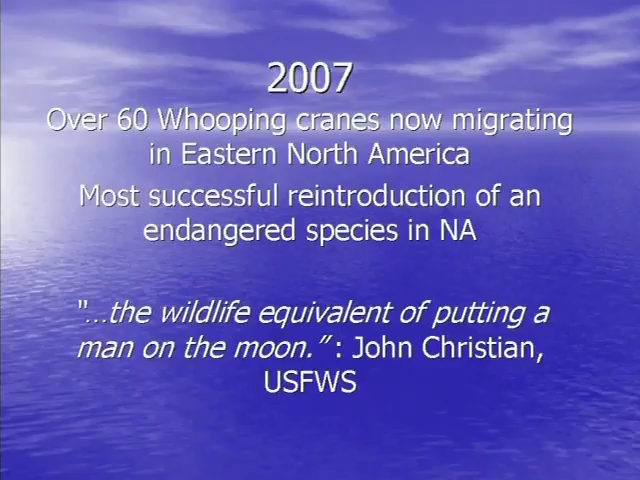 2007
Over 60 Whooping cranes now migrating
in Eastern North America
Most successful reintroduction of an
endangered species in NA
"…the wildlife equivalent of putting a
man on the moon.” : John Christian,
USFWS